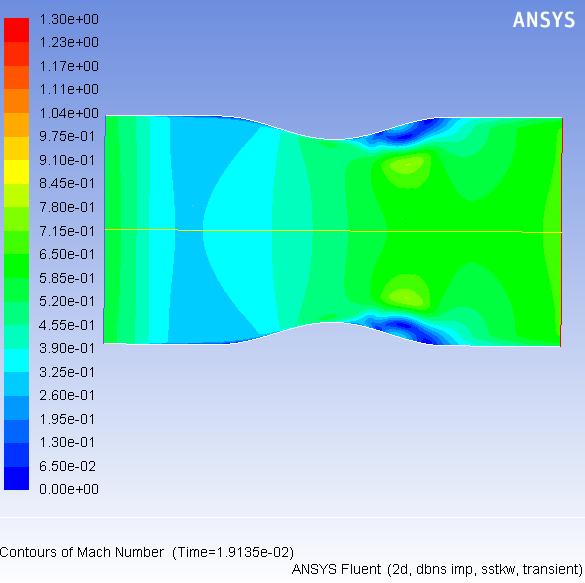 1.30e+00
ANSYS
1.23e+00
1.17e+00
1.11e+00
1.04e+00
9.75e-01
9.10e-01
8.45e-01
7.80e-01
7.15e-01
6.50e-01
5.85e-01
5.20e-01
4.55e-01
3.90e-01
3.25e-01
2.60e-01
1.95e-01
1.30e-01
6.50e-02
0.00e+00
Contours of Mach Number (Time=1.9135e-02)
ANSYS Fluent (2d, dbns imp, sstkw, transient)